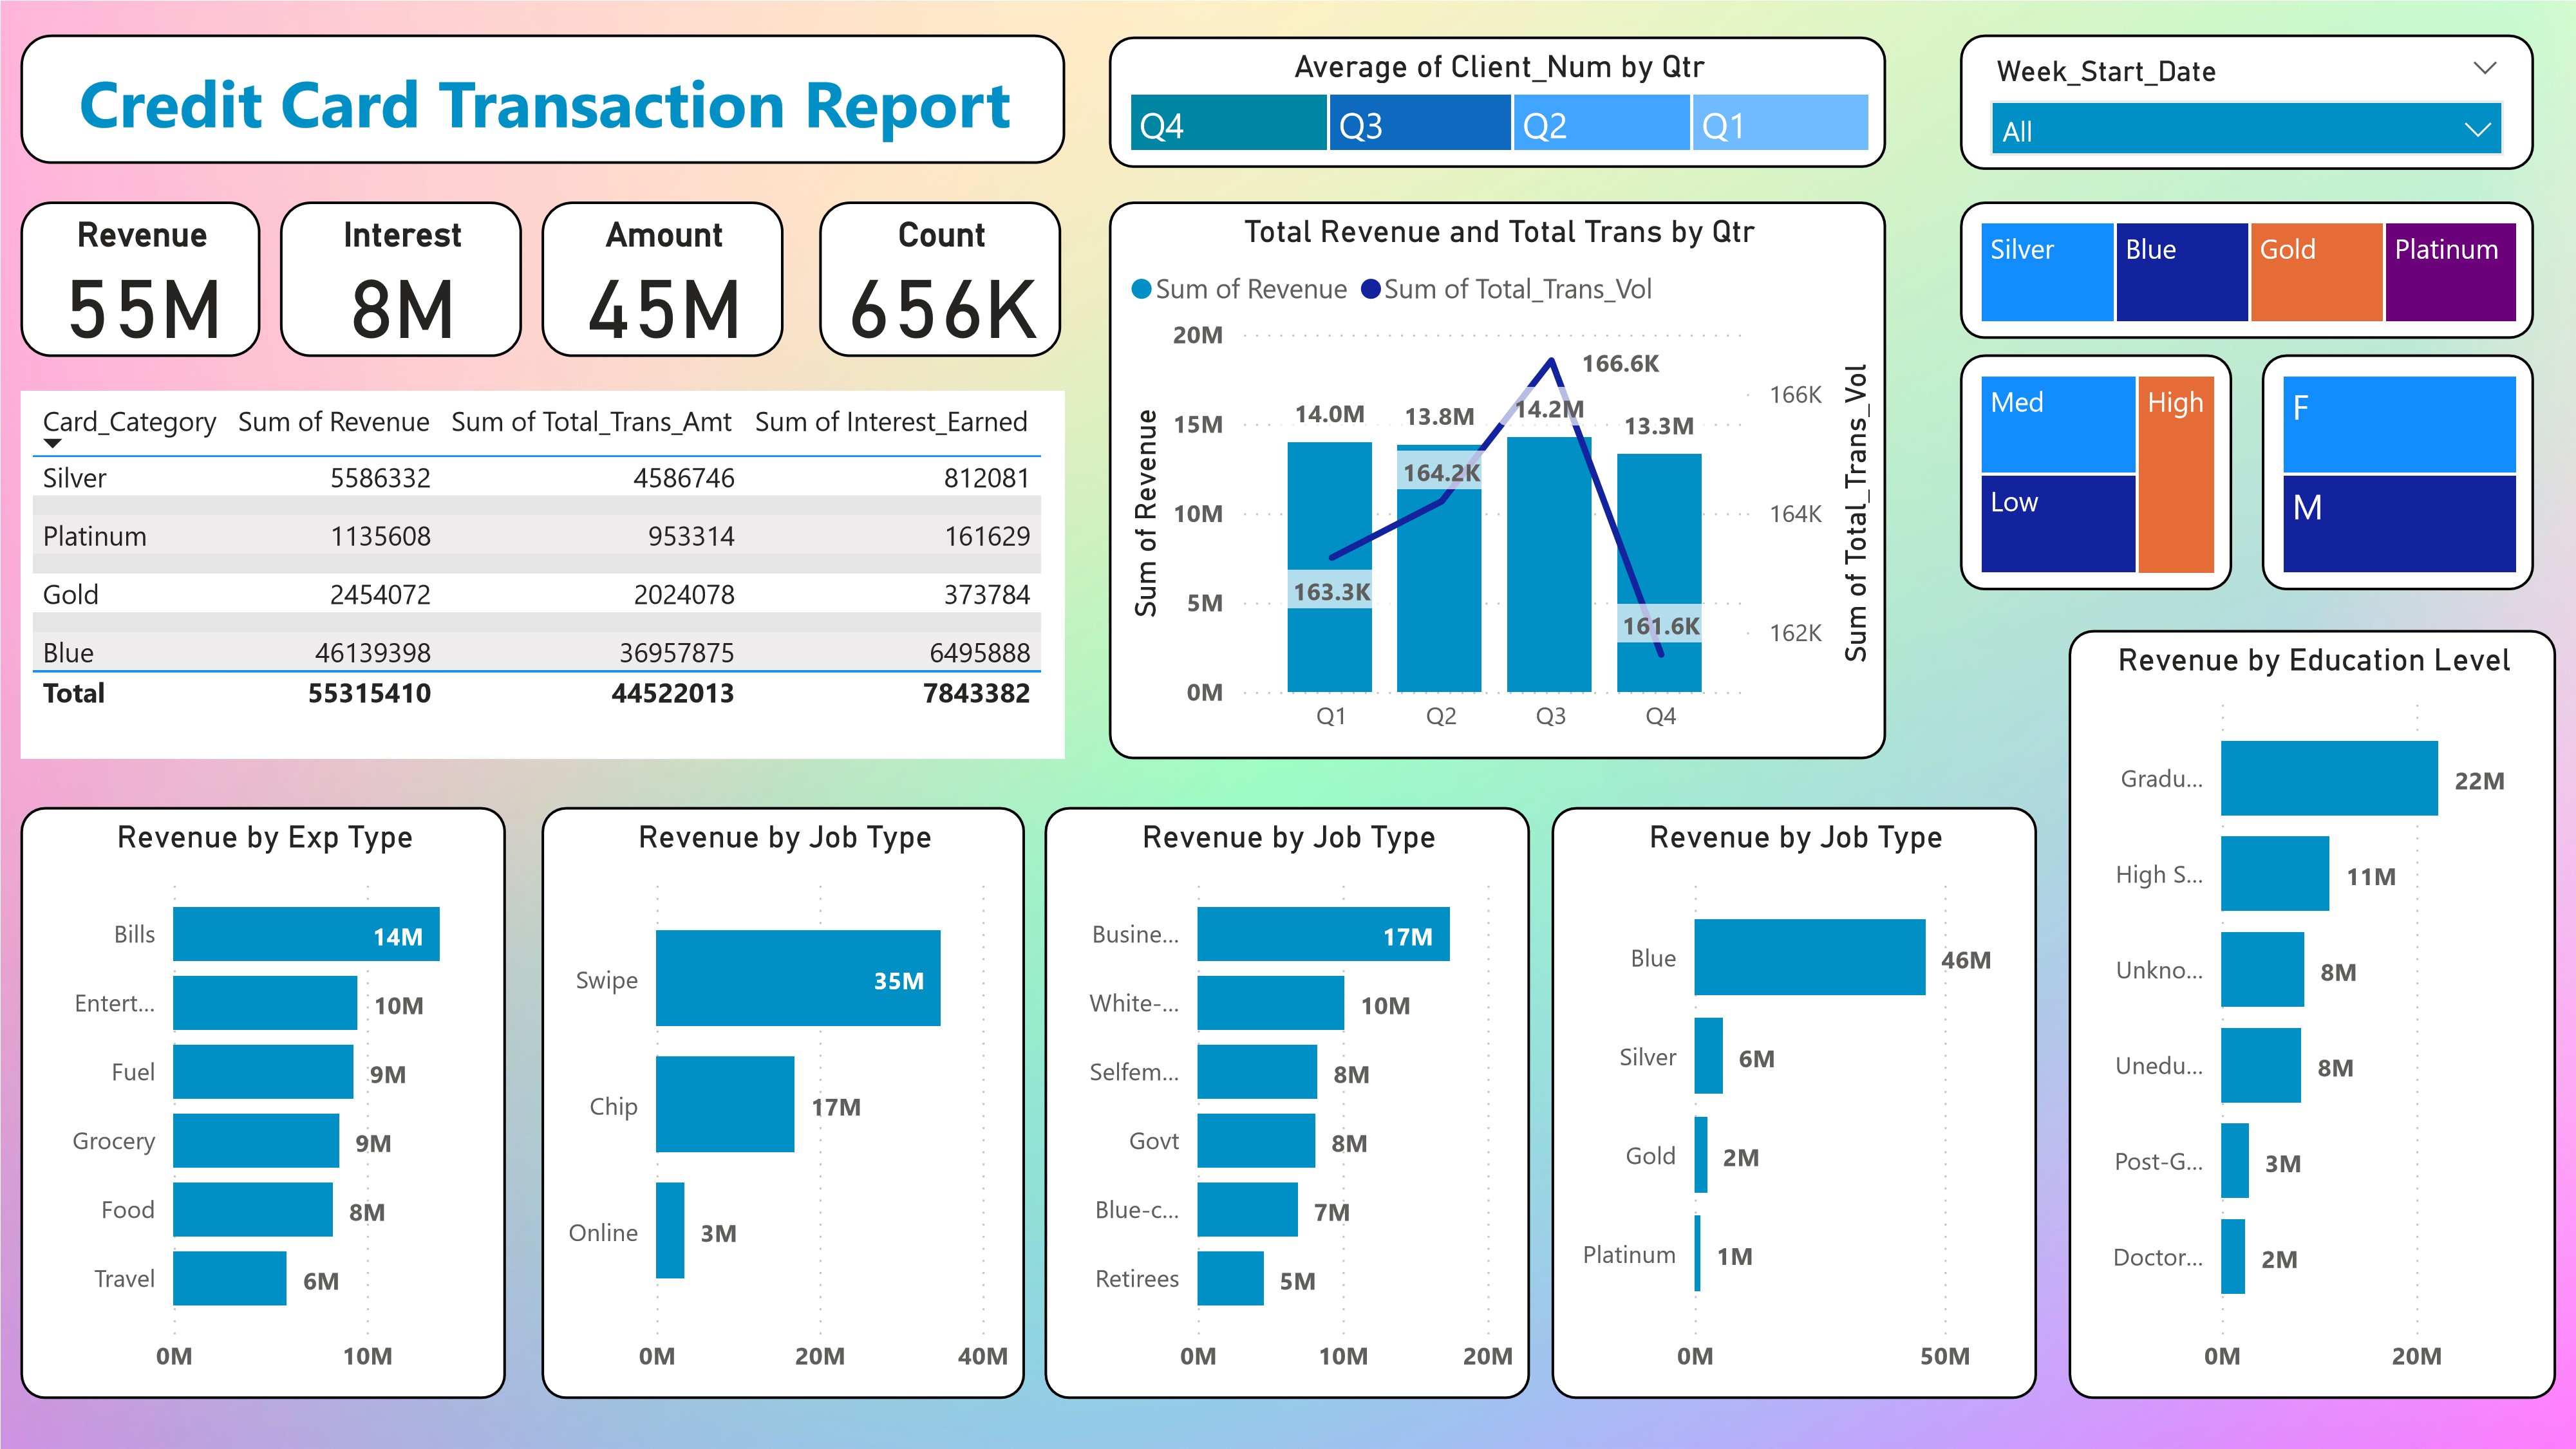 Credit Card Transaction Report
Average of Client_Num by Qtr
Q4 Q3 Q2 Q1
Week_Start_Date
All
Revenue
55M
Interest
8M
Amount
45M
Count
656K
Silver Blue Gold Platinum
Med High
Low
F
M
Card_Category Sum of Revenue Sum of Total_Trans_Amt Sum of Interest_Earned
Silver 5586332 4586746 812081
Platinum 1135608 953314 161629
Gold 2454072 2024078 373784
Blue 46139398 36957875 6495888
Total 55315410 44522013 7843382
Total Revenue and Total Trans by Qtr
Sum of Revenue Sum of Total_Trans_Vol
Sum of Revenue
20M
15M
10M
5M
0M
14.0M 13.8M 14.2M 13.3M
163.3K 164.2K 166.6K 161.6K
Q1 Q2 Q3 Q4
166K
164K
162K
Sum of Total_Trans_Vol
Revenue by Exp Type
Bills 14M
Entert... 10M
Fuel 9M
Grocery 9M
Food 8M
Travel 6M
0M 10M
Revenue by Job Type
Swipe 35M
Chip 17M
Online 3M
0M 20M 40M
Revenue by Job Type
Busine... 17M
White-... 10M
Selfem... 8M
Govt 8M
Blue-c... 7M
Retirees 5M
0M 10M 20M
Revenue by Job Type
Blue 46M
Silver 6M
Gold 2M
Platinum 1M
0M 50M
Revenue by Education Level
Gradu... 22M
High S... 11M
Unkno... 8M
Unedu... 8M
Post-G... 3M
Doctor... 2M
0M 20M